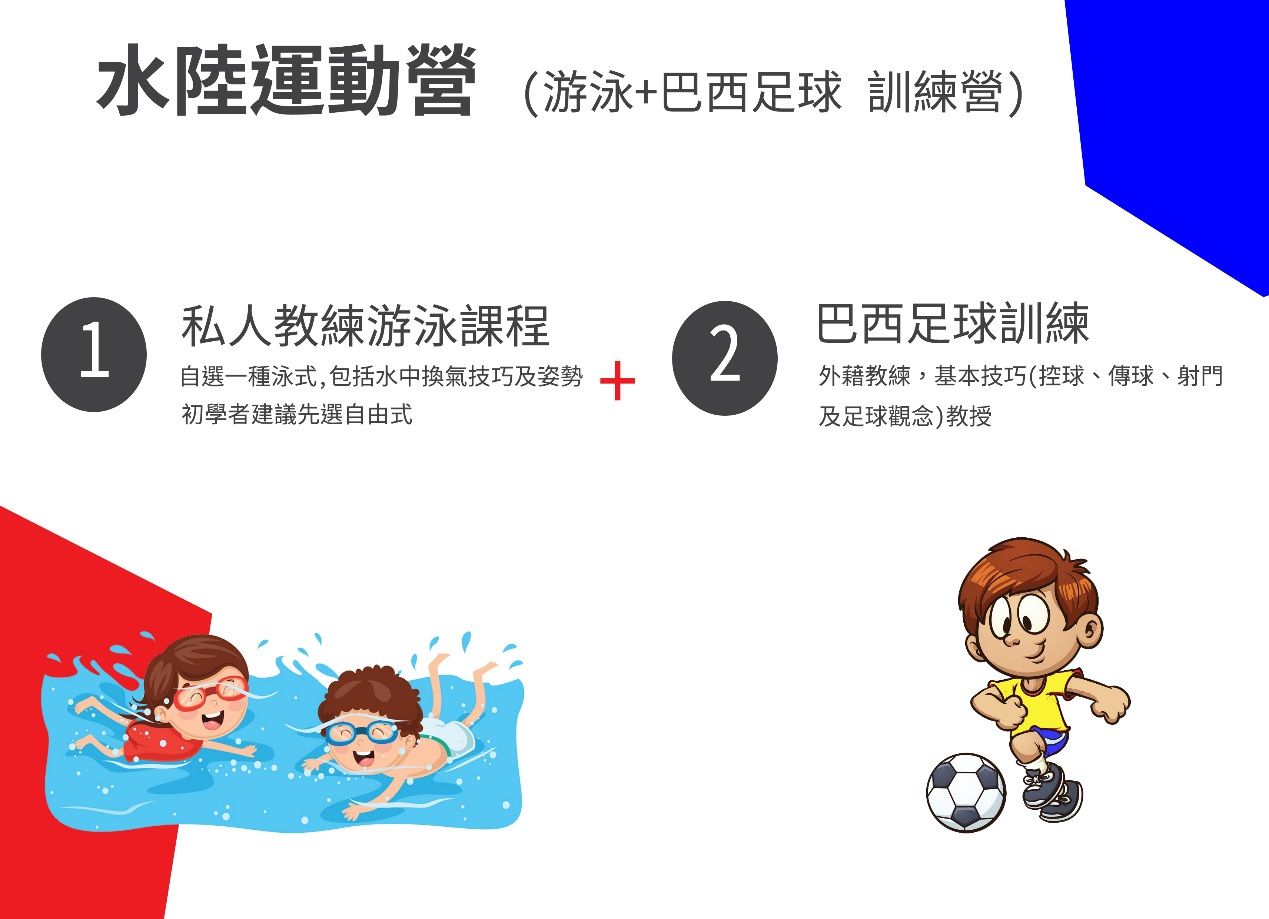 水陸運動營 (游泳+巴西足球 訓練營)
1
私人教練游泳課程
自選一種泳式,包括水中換氣技巧及姿勢
初學者建議先選自由式
+
2
巴西足球訓練
外藉教練，基本技巧(控球、傳球、射門
及足球觀念)教授